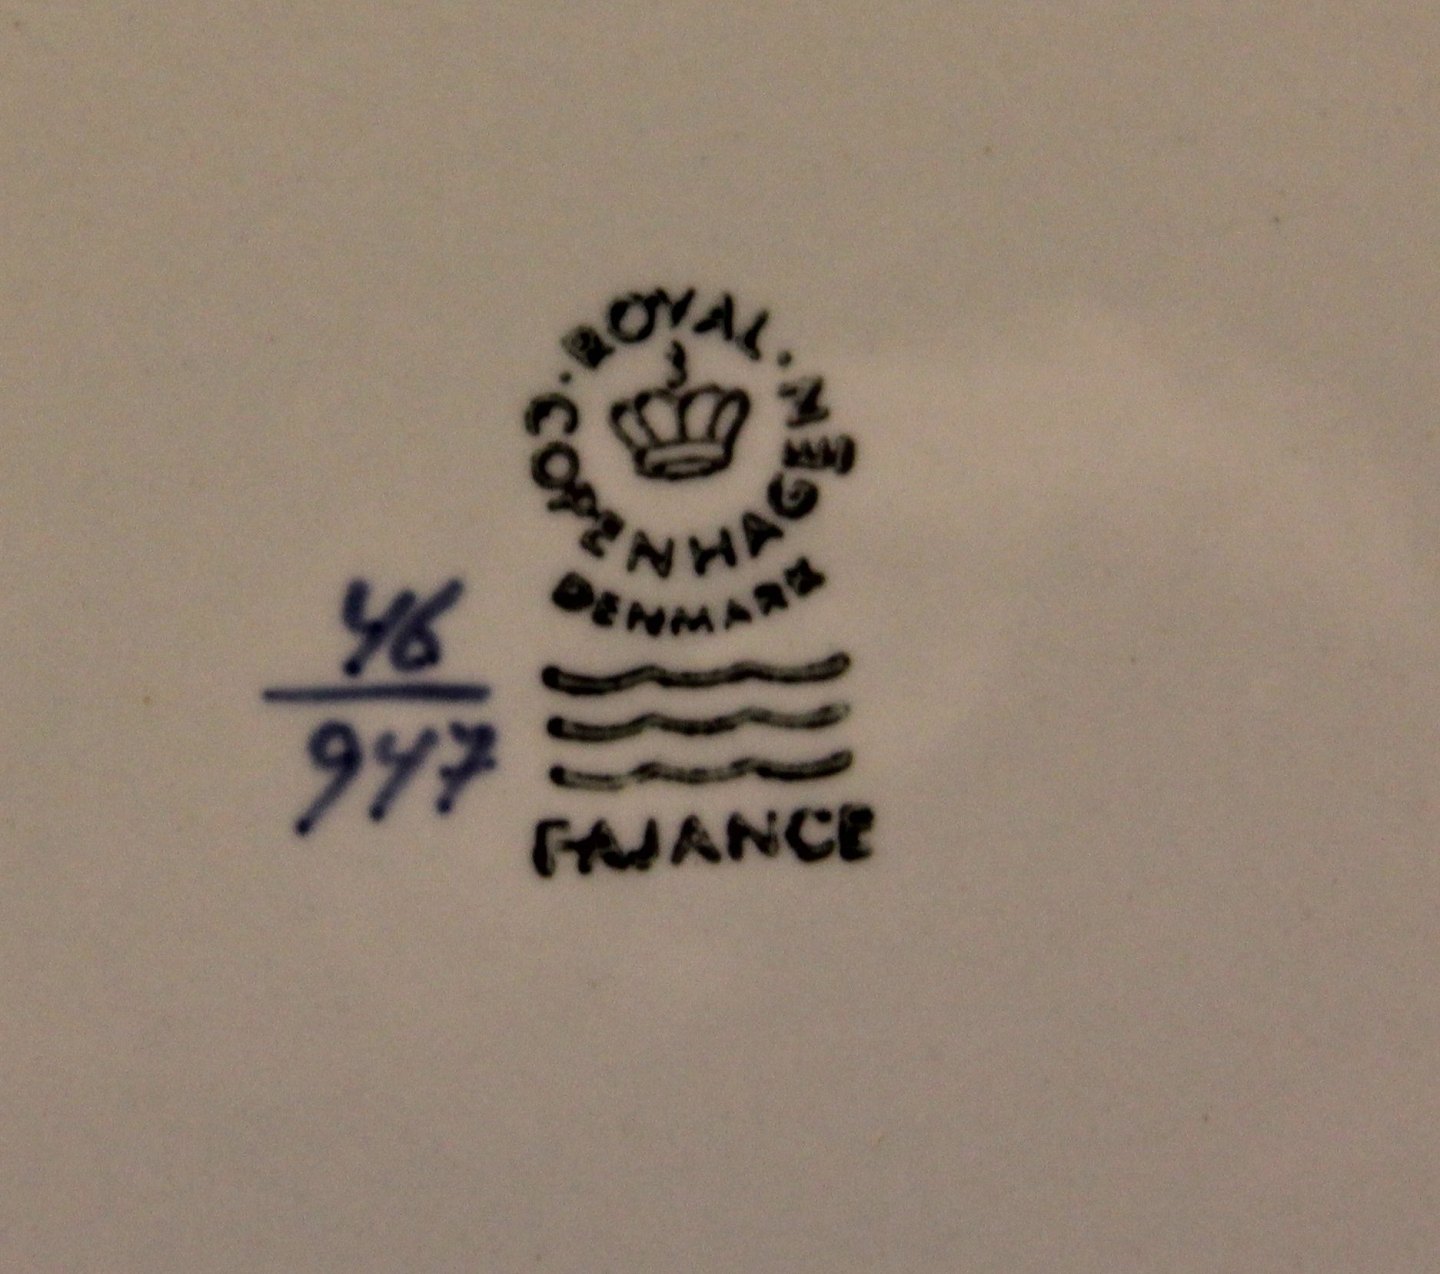 ROYAL · COPENHAGEN ·
DENMARK
46
947
FAJANCE